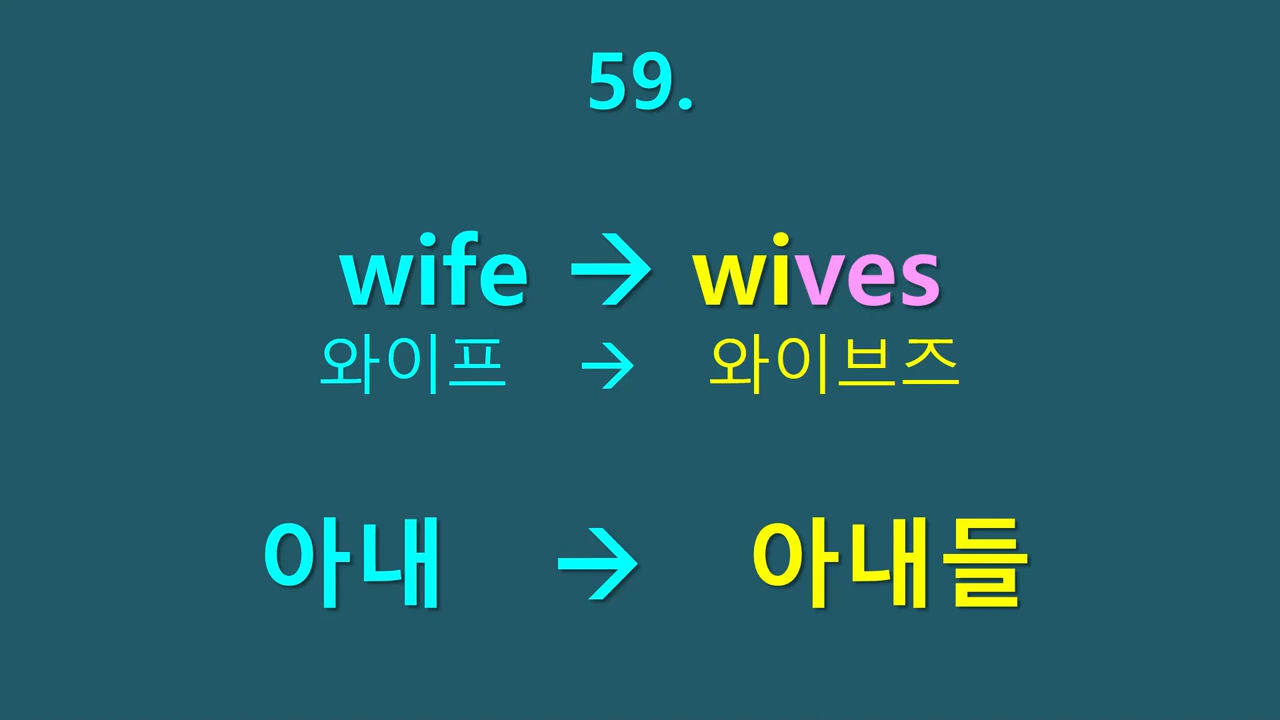 59.
wife → wives
와이프 → 와이브즈
아내 → 아내들